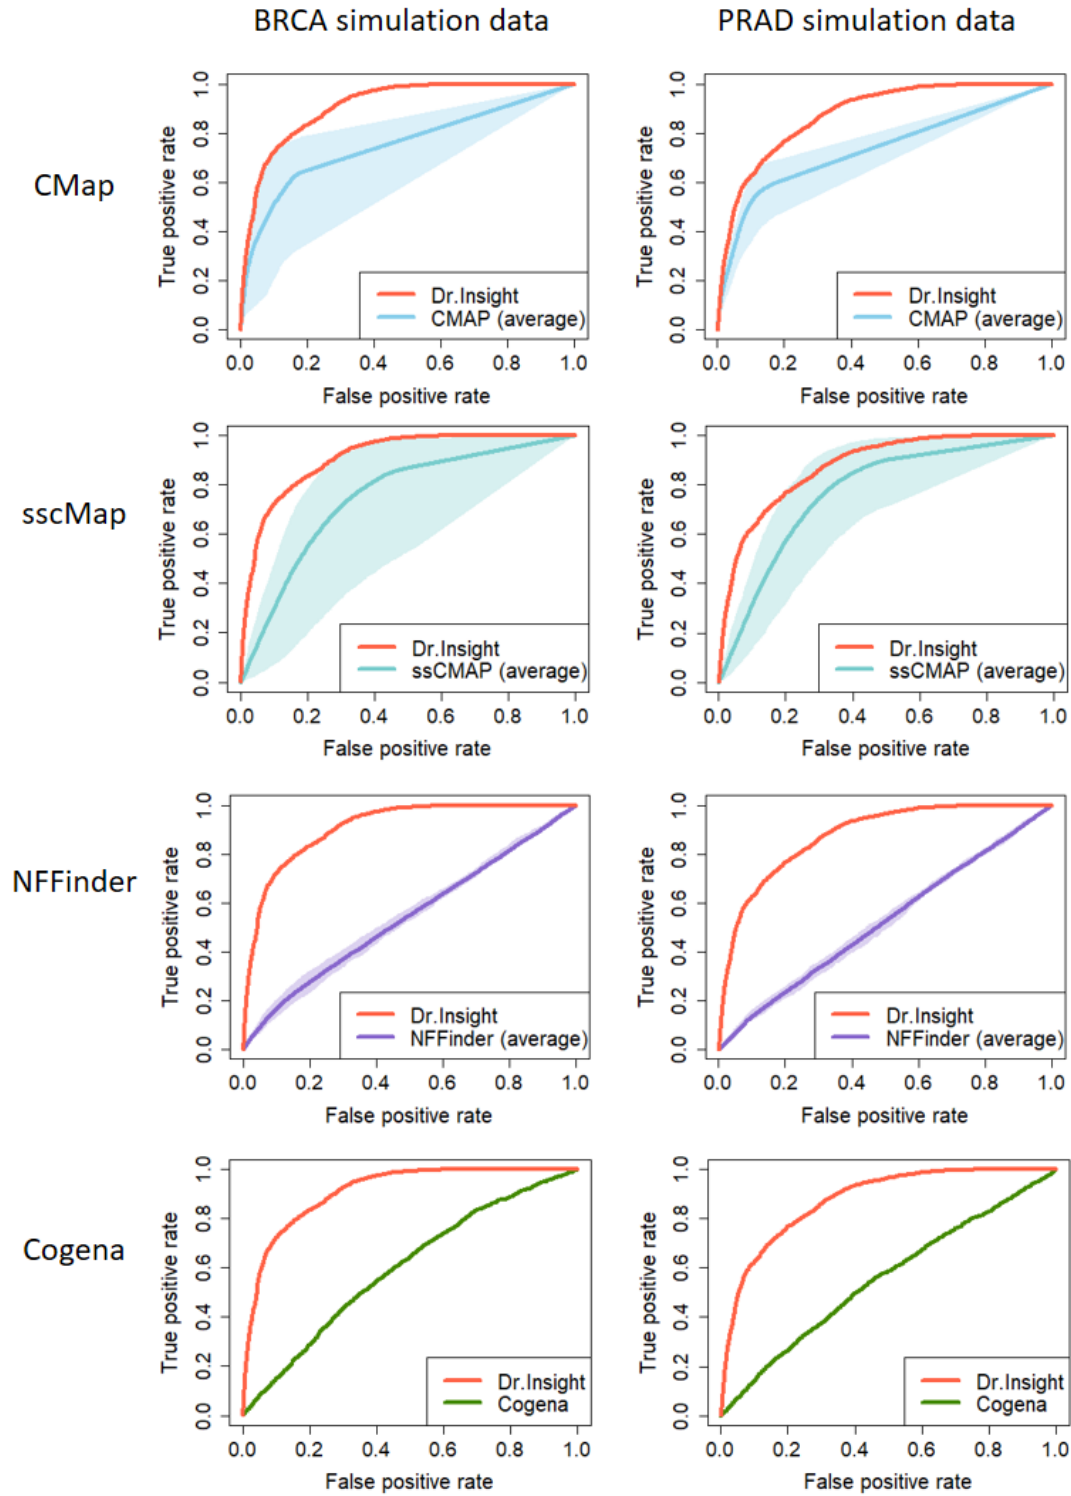 BRCA simulation data
PRAD simulation data
CMap
True positive rate
0.0 0.2 0.4 0.6 0.8 1.0
Dr.Insight
CMAP (average)
0.0 0.2 0.4 0.6 0.8 1.0
False positive rate
True positive rate
0.0 0.2 0.4 0.6 0.8 1.0
Dr.Insight
CMAP (average)
0.0 0.2 0.4 0.6 0.8 1.0
False positive rate
sscMap
True positive rate
0.0 0.2 0.4 0.6 0.8 1.0
Dr.Insight
ssCMAP (average)
0.0 0.2 0.4 0.6 0.8 1.0
False positive rate
True positive rate
0.0 0.2 0.4 0.6 0.8 1.0
Dr.Insight
ssCMAP (average)
0.0 0.2 0.4 0.6 0.8 1.0
False positive rate
NFFinder
True positive rate
0.0 0.2 0.4 0.6 0.8 1.0
Dr.Insight
NFFinder (average)
0.0 0.2 0.4 0.6 0.8 1.0
False positive rate
True positive rate
0.0 0.2 0.4 0.6 0.8 1.0
Dr.Insight
NFFinder (average)
0.0 0.2 0.4 0.6 0.8 1.0
False positive rate
Cogena
True positive rate
0.0 0.2 0.4 0.6 0.8 1.0
Dr.Insight
Cogena
0.0 0.2 0.4 0.6 0.8 1.0
False positive rate
True positive rate
0.0 0.2 0.4 0.6 0.8 1.0
Dr.Insight
Cogena
0.0 0.2 0.4 0.6 0.8 1.0
False positive rate